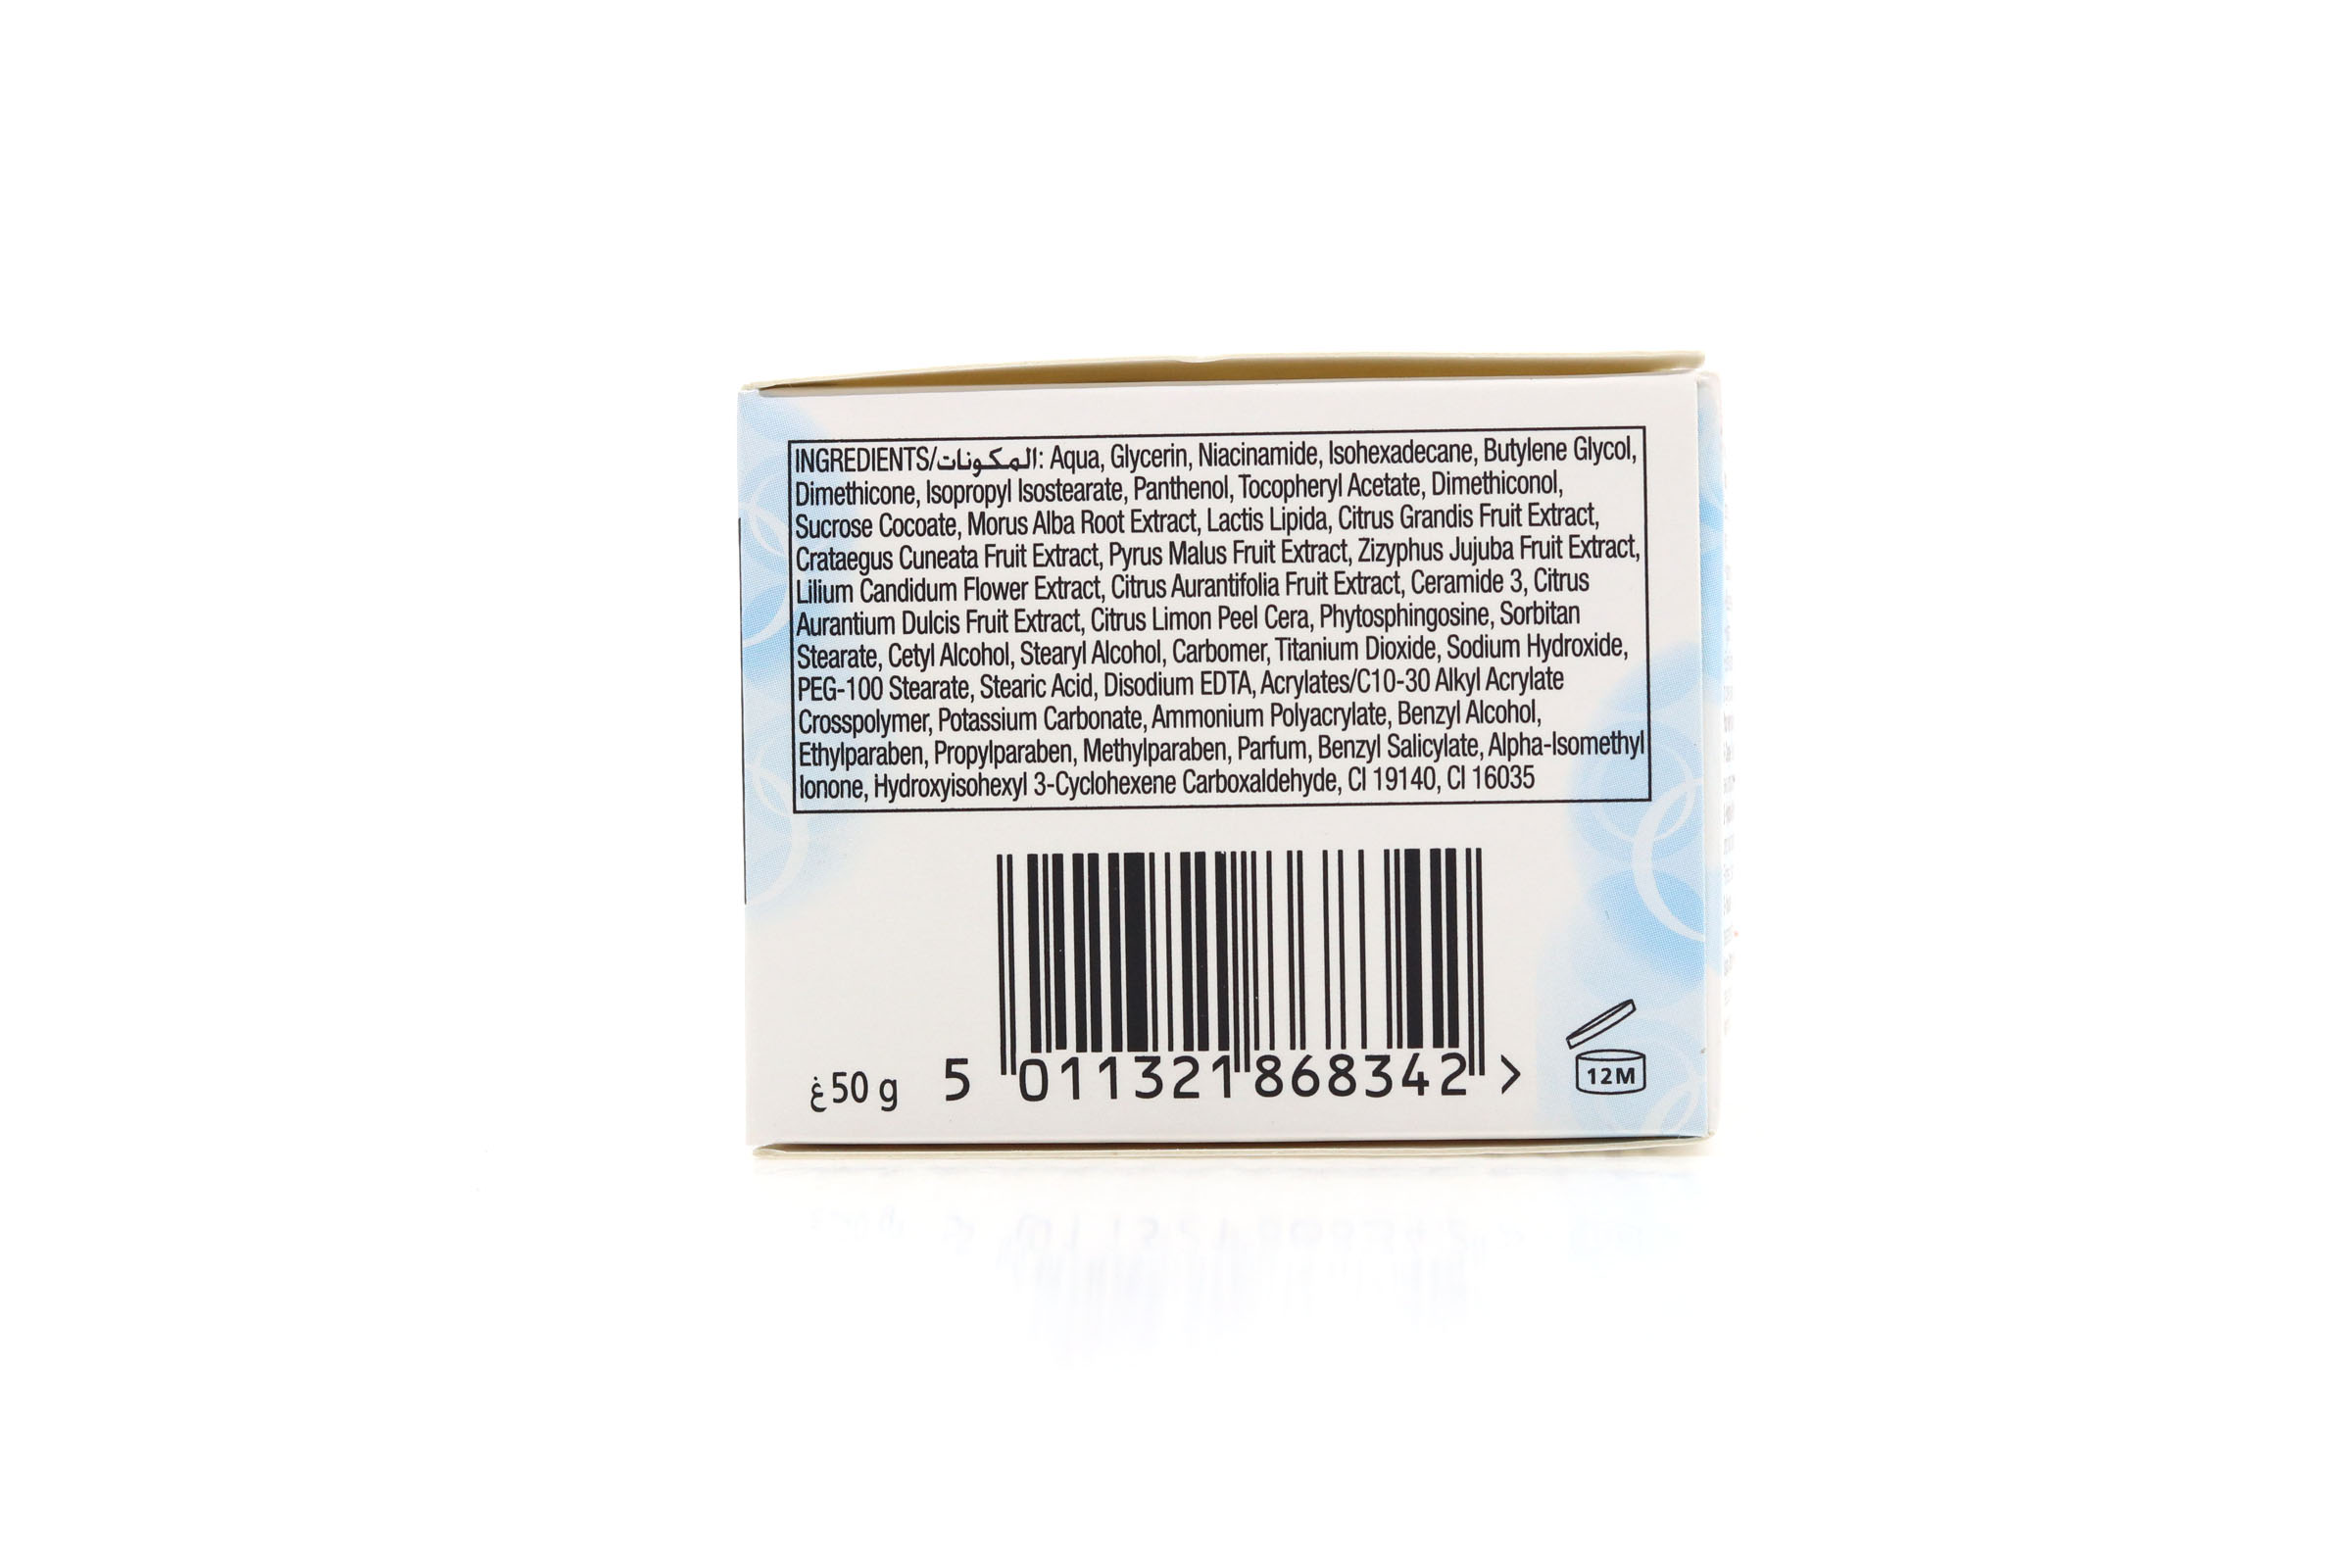 INGREDIENTS/المكونات: Aqua, Glycerin, Niacinamide, Isohexadecane, Butylene Glycol,
Dimethicone, Isopropyl Isostearate, Panthenol, Tocopheryl Acetate, Dimethiconol,
Sucrose Cocoate, Morus Alba Root Extract, Lactis Lipida, Citrus Grandis Fruit Extract,
Crataegus Cuneata Fruit Extract, Pyrus Malus Fruit Extract, Zizyphus Jujuba Fruit Extract,
Lilium Candidum Flower Extract, Citrus Aurantifolia Fruit Extract, Ceramide 3, Citrus
Aurantium Dulcis Fruit Extract, Citrus Limon Peel Cera, Phytosphingosine, Sorbitan
Stearate, Cetyl Alcohol, Stearyl Alcohol, Carbomer, Titanium Dioxide, Sodium Hydroxide,
PEG-100 Stearate, Stearic Acid, Disodium EDTA, Acrylates/C10-30 Alkyl Acrylate
Crosspolymer, Potassium Carbonate, Ammonium Polyacrylate, Benzyl Alcohol,
Ethylparaben, Propylparaben, Methylparaben, Parfum, Benzyl Salicylate, Alpha-Isomethyl
Ionone, Hydroxyisohexyl 3-Cyclohexene Carboxaldehyde, CI 19140, CI 16035
غ 50 g 5 011321 868342 > 12M